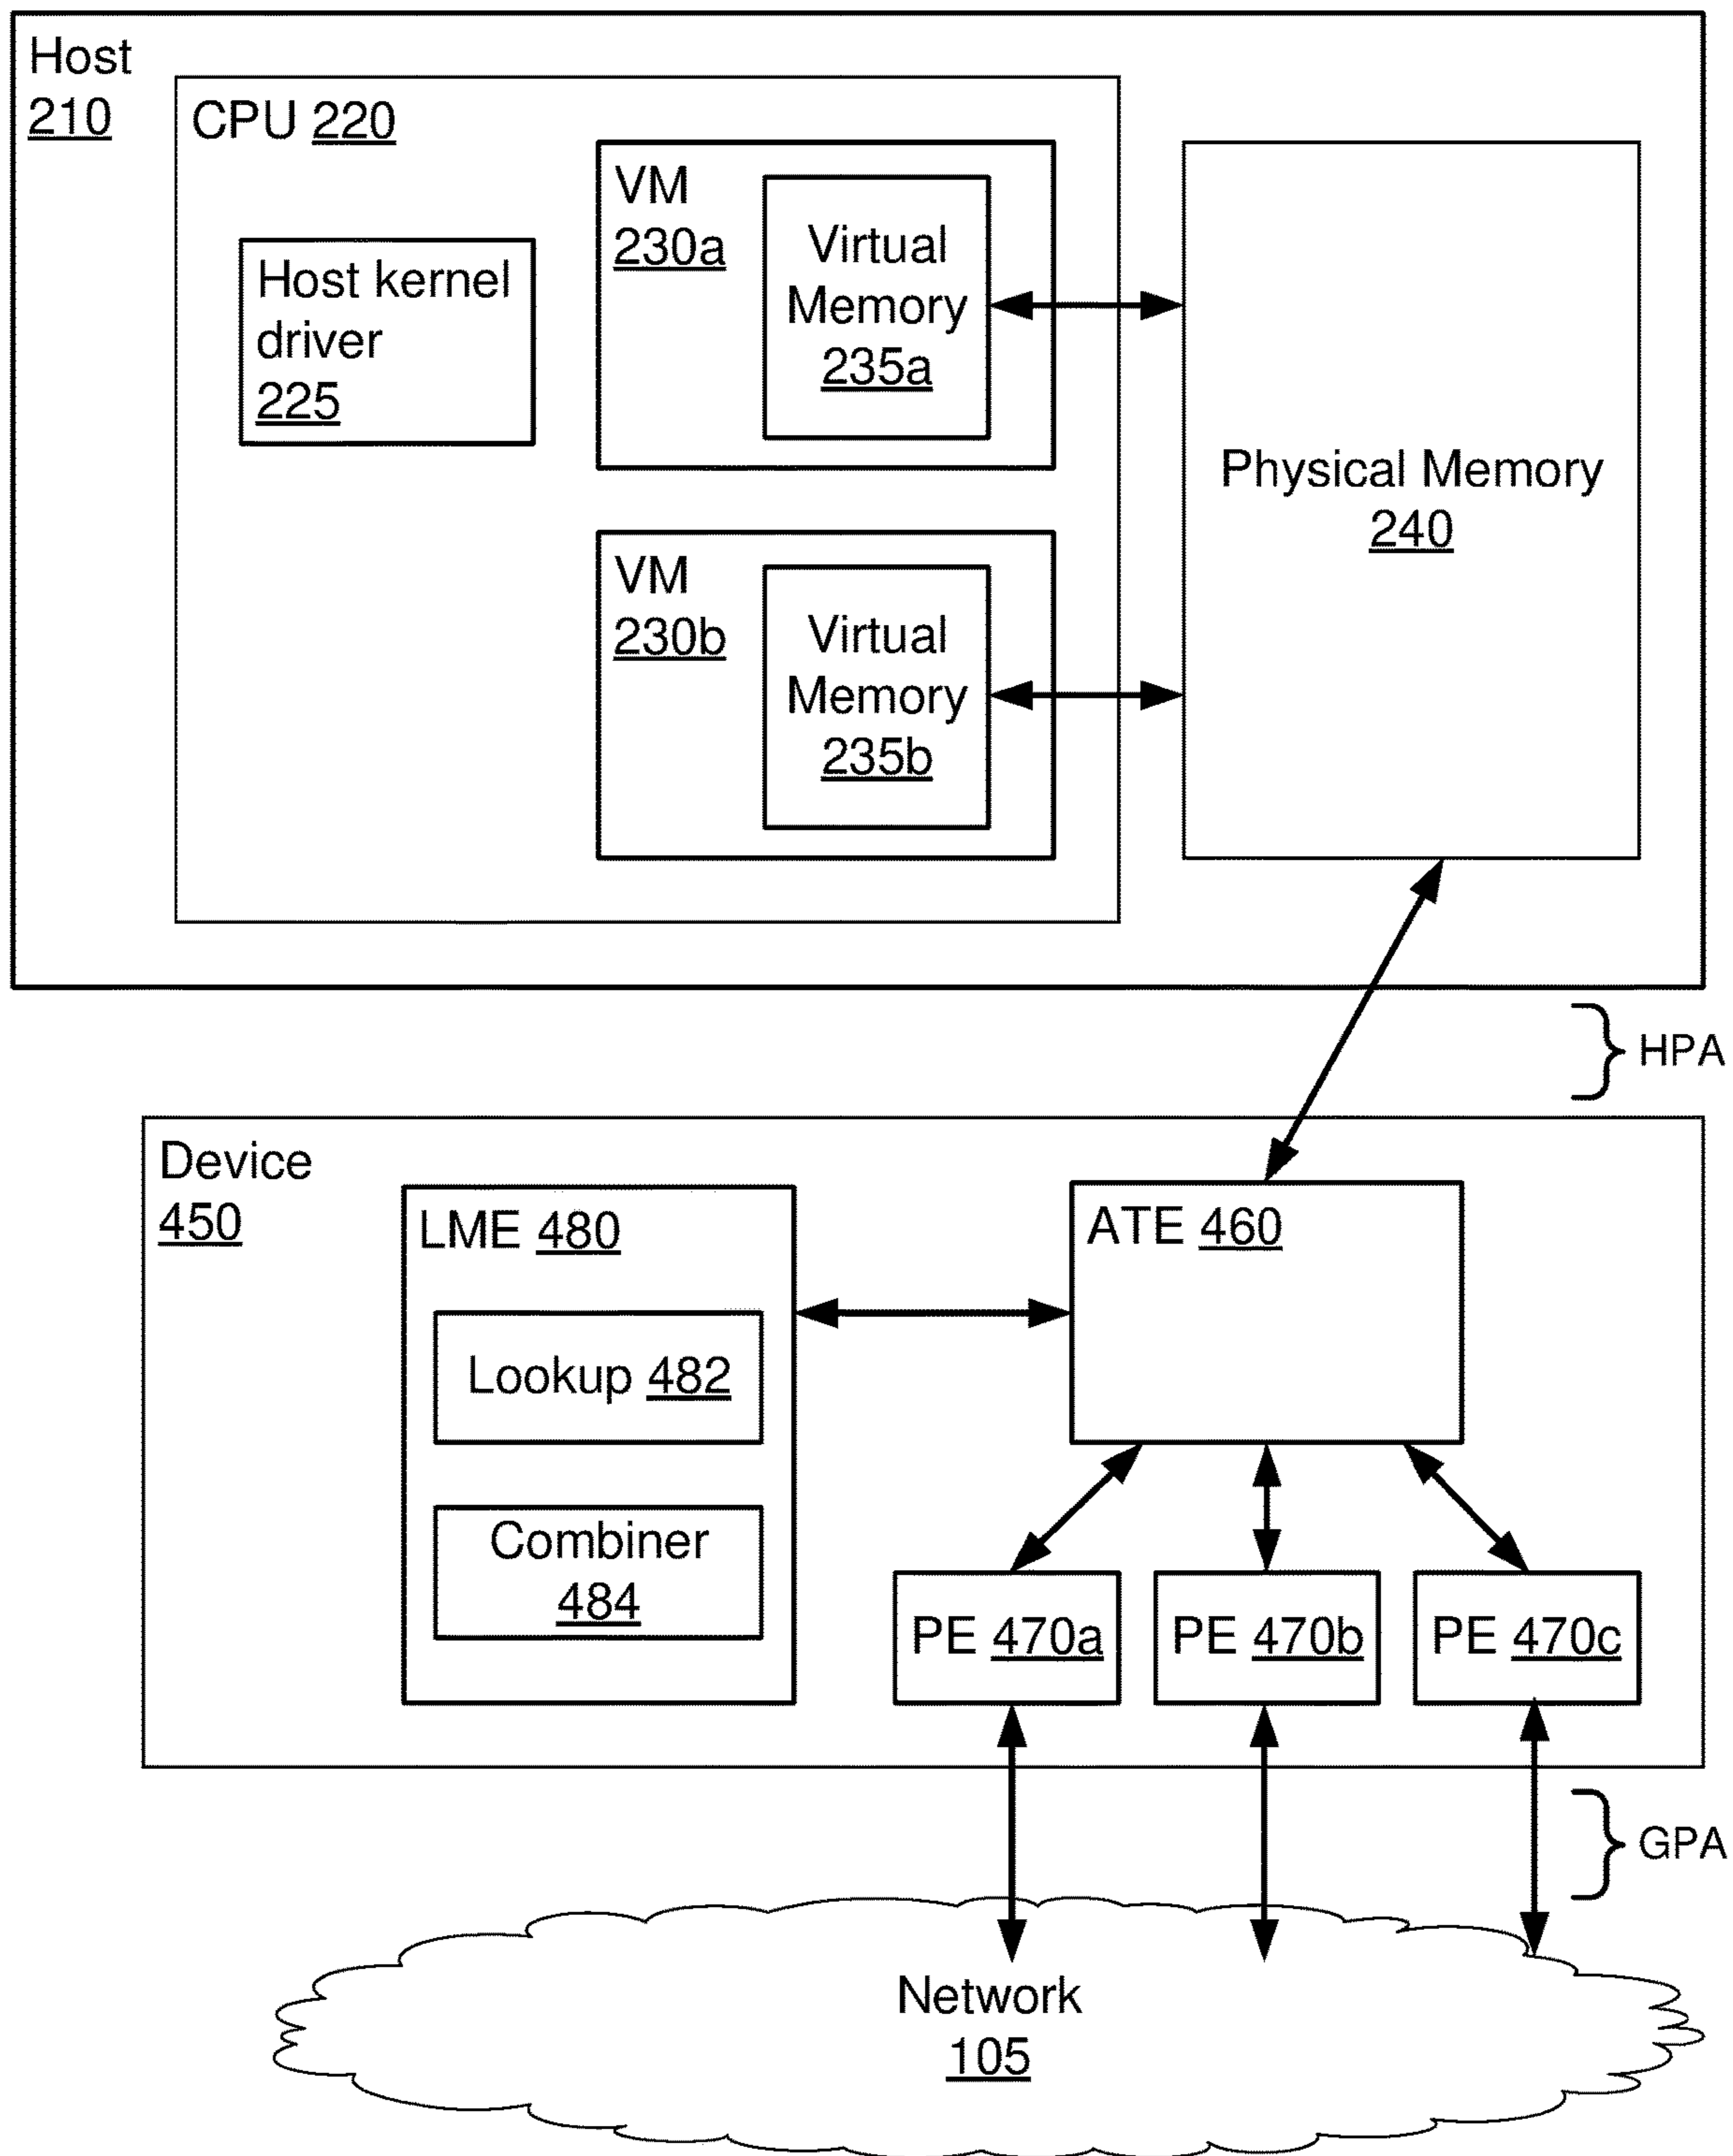 Host
210
CPU 220
Host kernel
driver
225
VM
230a
Virtual
Memory
235a
VM
230b
Virtual
Memory
235b
Physical Memory
240
HPA
Device
450
LME 480
Lookup 482
Combiner
484
ATE 460
PE 470a
PE 470b
PE 470c
GPA
Network
105